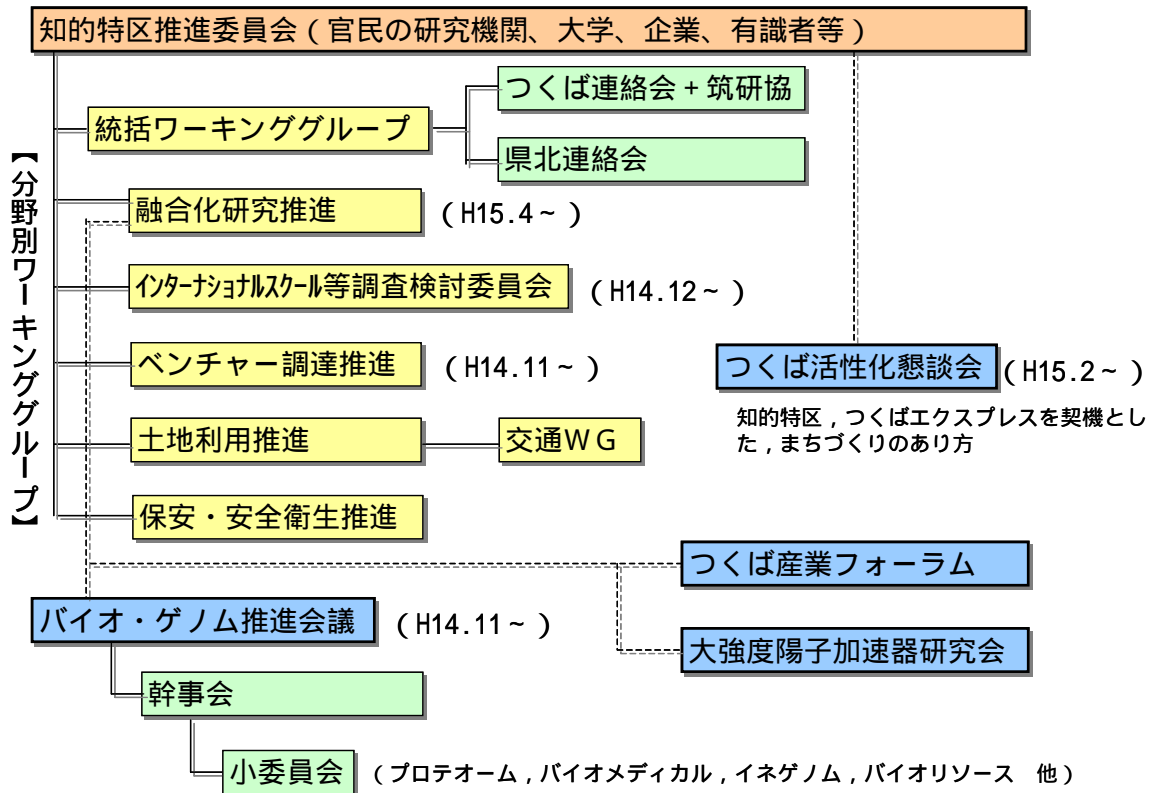 知的特区推進委員会（官民の研究機関、大学、企業、有識者等）
つくば連絡会＋筑研協
統括ワーキンググループ
県北連絡会
【分野別ワーキンググループ】
融合化研究推進 （H15.4～）
ｲﾝﾀｰﾅｼｮﾅﾙｽｸｰﾙ等調査検討委員会 （H14.12～）
ベンチャー調達推進 （H14.11～）
つくば活性化懇談会 （H15.2～）
知的特区，つくばエクスプレスを契機とし
た，まちづくりのあり方
土地利用推進 交通ＷＧ
保安・安全衛生推進
つくば産業フォーラム
バイオ・ゲノム推進会議 （H14.11～）
大強度陽子加速器研究会
幹事会
小委員会 （プロテオーム，バイオメディカル，イネゲノム，バイオリソース　他）